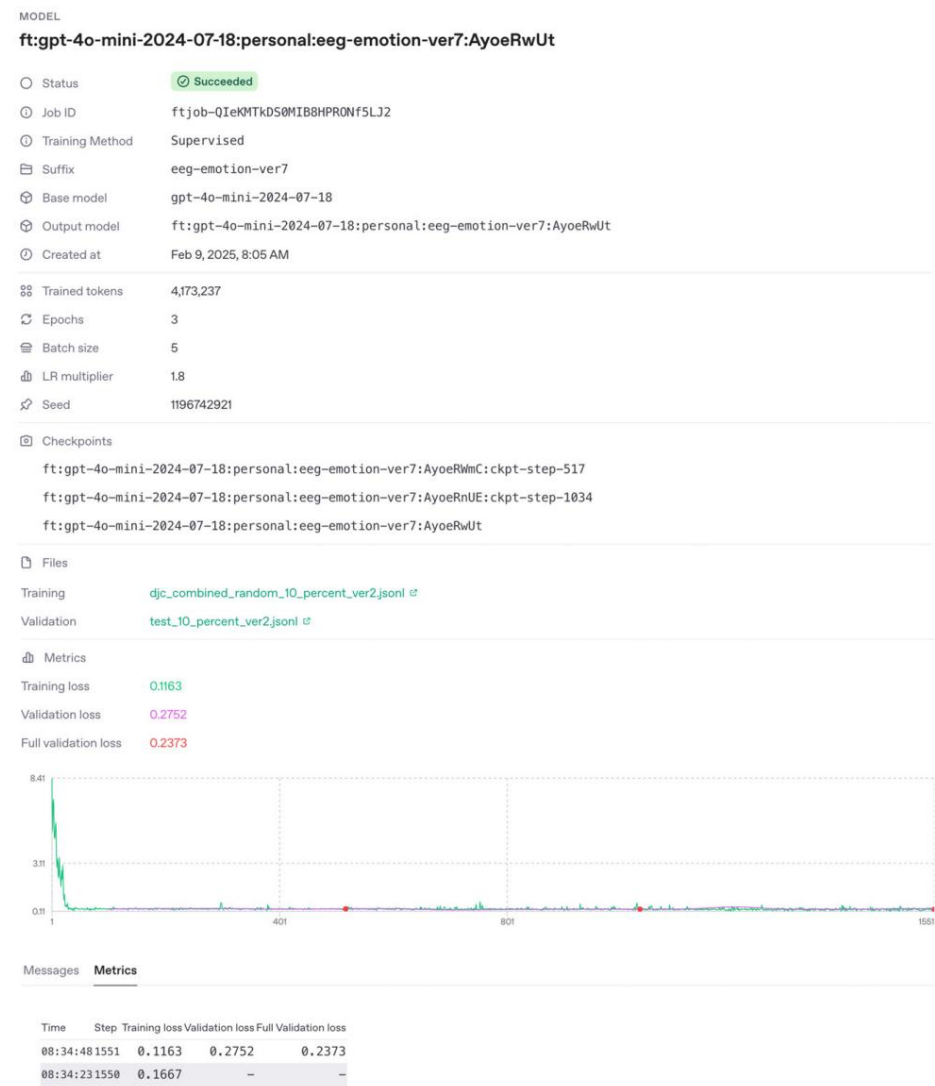 MODEL
ft:gpt-4o-mini-2024-07-18:personal:eeg-emotion-ver7:AyoeRwUt
Status Succeeded
Job ID ftjob-QIeKMTkDS0MIB8HPRONf5LJ2
Training Method Supervised
Suffix eeg-emotion-ver7
Base model gpt-4o-mini-2024-07-18
Output model ft:gpt-4o-mini-2024-07-18:personal:eeg-emotion-ver7:AyoeRwUt
Created at Feb 9, 2025, 8:05 AM
Trained tokens 4,173,237
Epochs 3
Batch size 5
LR multiplier 1.8
Seed 1196742921
Checkpoints
ft:gpt-4o-mini-2024-07-18:personal:eeg-emotion-ver7:AyoeRWmC:ckpt-step-517
ft:gpt-4o-mini-2024-07-18:personal:eeg-emotion-ver7:AyoeRnUE:ckpt-step-1034
ft:gpt-4o-mini-2024-07-18:personal:eeg-emotion-ver7:AyoeRwUt
Files
Training djc_combined_random_10_percent_ver2.jsonl
Validation test_10_percent_ver2.jsonl
Metrics
Training loss 0.1163
Validation loss 0.2752
Full validation loss 0.2373
8.41
3.11
0.11
1 401 801 1551
Messages Metrics
Time Step Training loss Validation loss Full Validation loss
08:34:48 1551 0.1163 0.2752 0.2373
08:34:23 1550 0.1667 – –